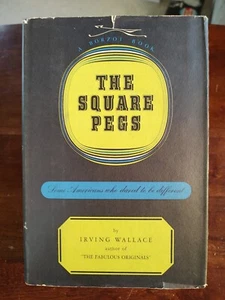 A BORZOI BOOK
THE
SQUARE
PEGS
Some Americans who dared to be different
by
IRVING WALLACE
author of
"THE FABULOUS ORIGINALS"